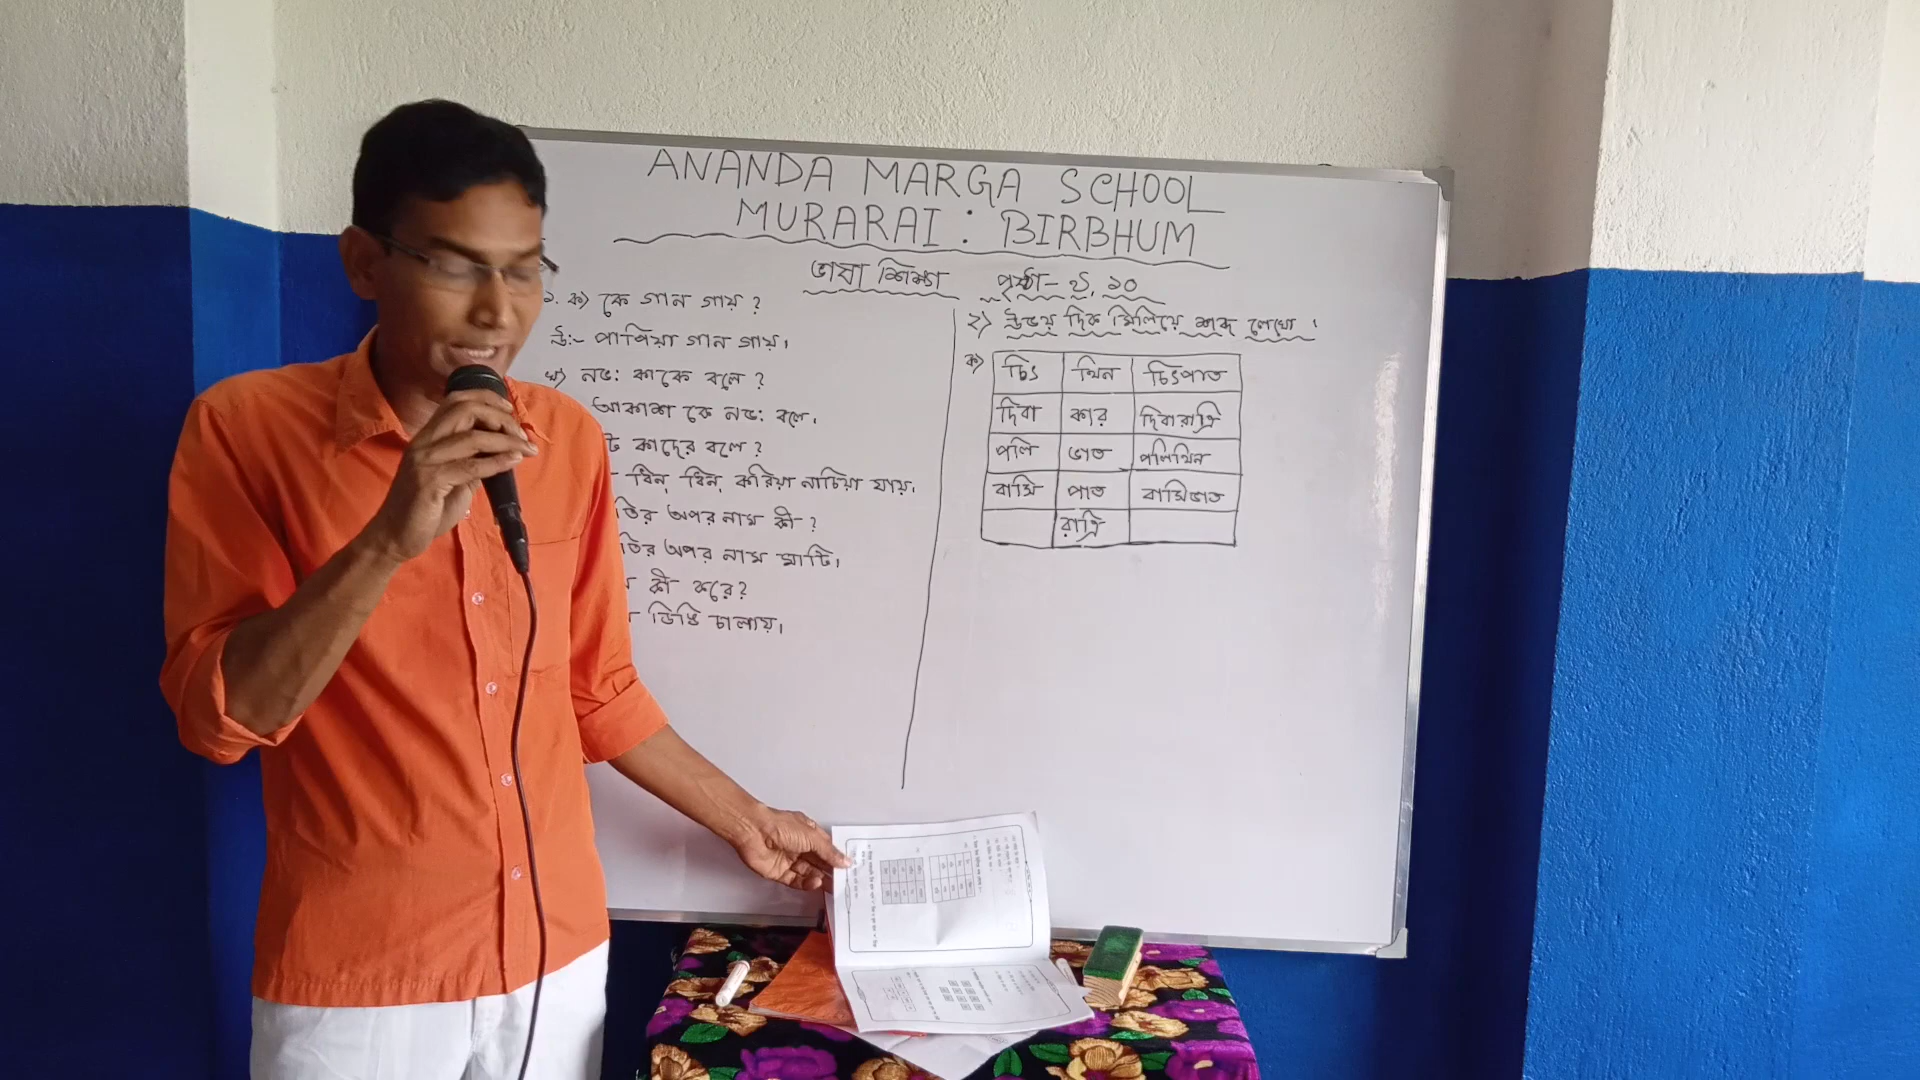 ANANDA MARGA SCHOOL
MURARAI : BIRBHUM
ভাষা শিক্ষা পৃষ্ঠা - ৯, ১০
১. ক) কে গান গায় ?
উ:- পাপিয়া গান গায়।
খ) নভ: কাকে বলে ?
আকাশ কে নভ: বলে।
কাদের বলে ?
ধিন্ ধিন্ করিয়া নাচিয়া যায়।
অপর নাম কী ?
অপর নাম মাটি।
কী করে?
ডিঙি চালায়।
২) উভয় দিক মিলিয়ে শব্দ লেখো ।
ক) চিৎ থিন চিৎপাত
দিবা কার দিবারাত্রি
পলি ভাত পলিথিন
বাসি পাত বাসিভাত
রাত্রি